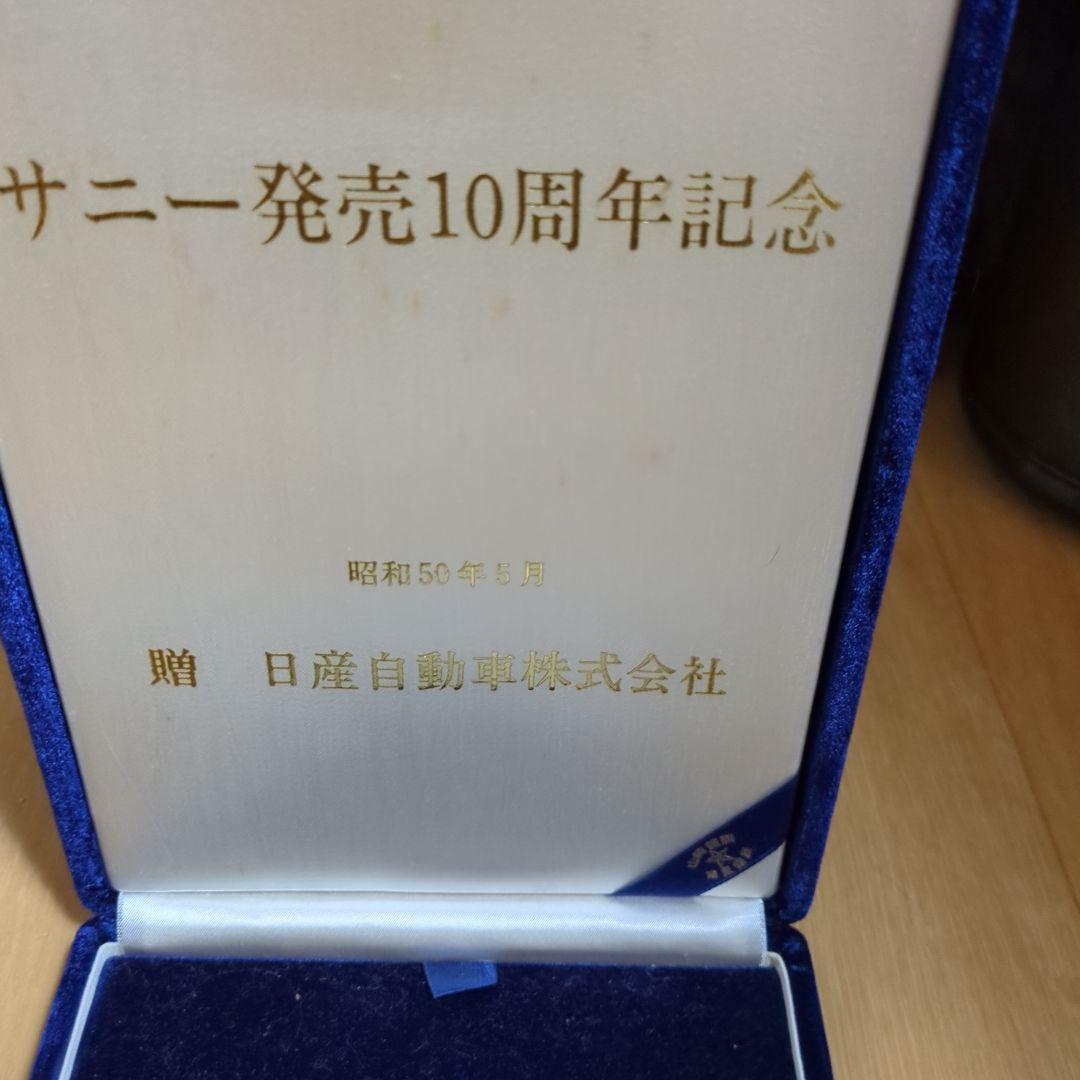 サニー発売10周年記念
昭和50年5月
贈 日産自動車株式会社